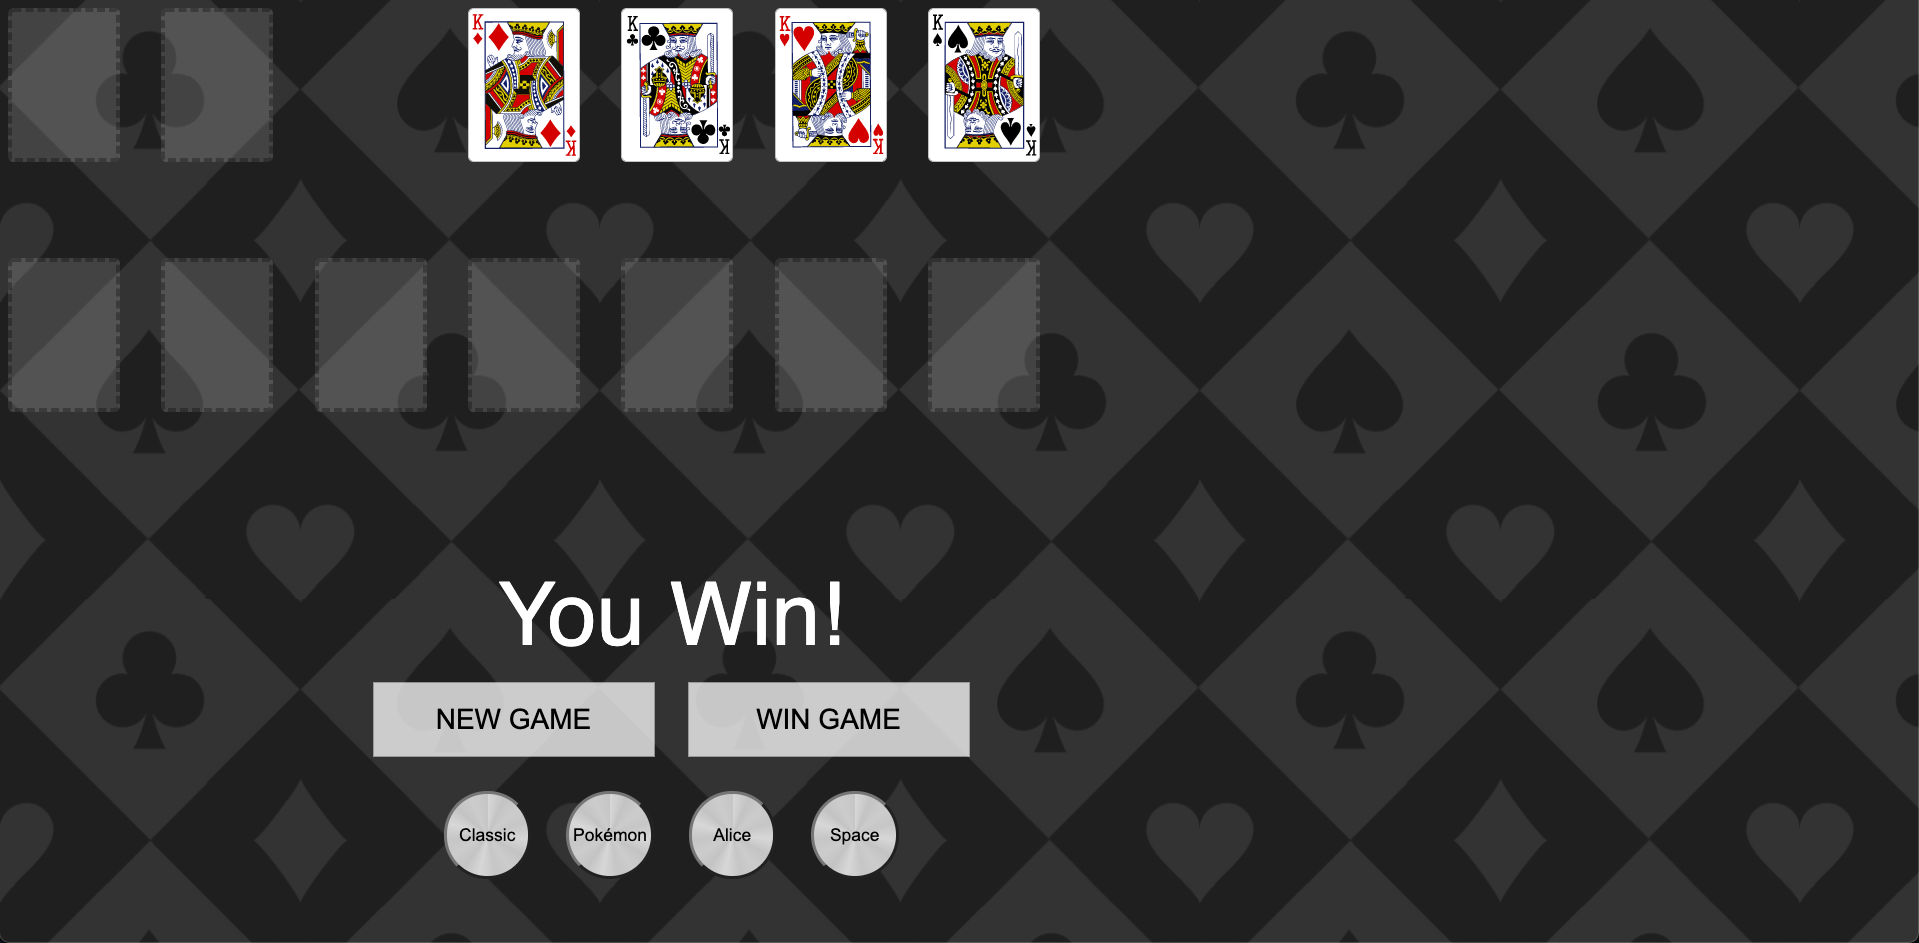 K K K K
K K K K
You Win!
NEW GAME WIN GAME
Classic Pokémon Alice Space